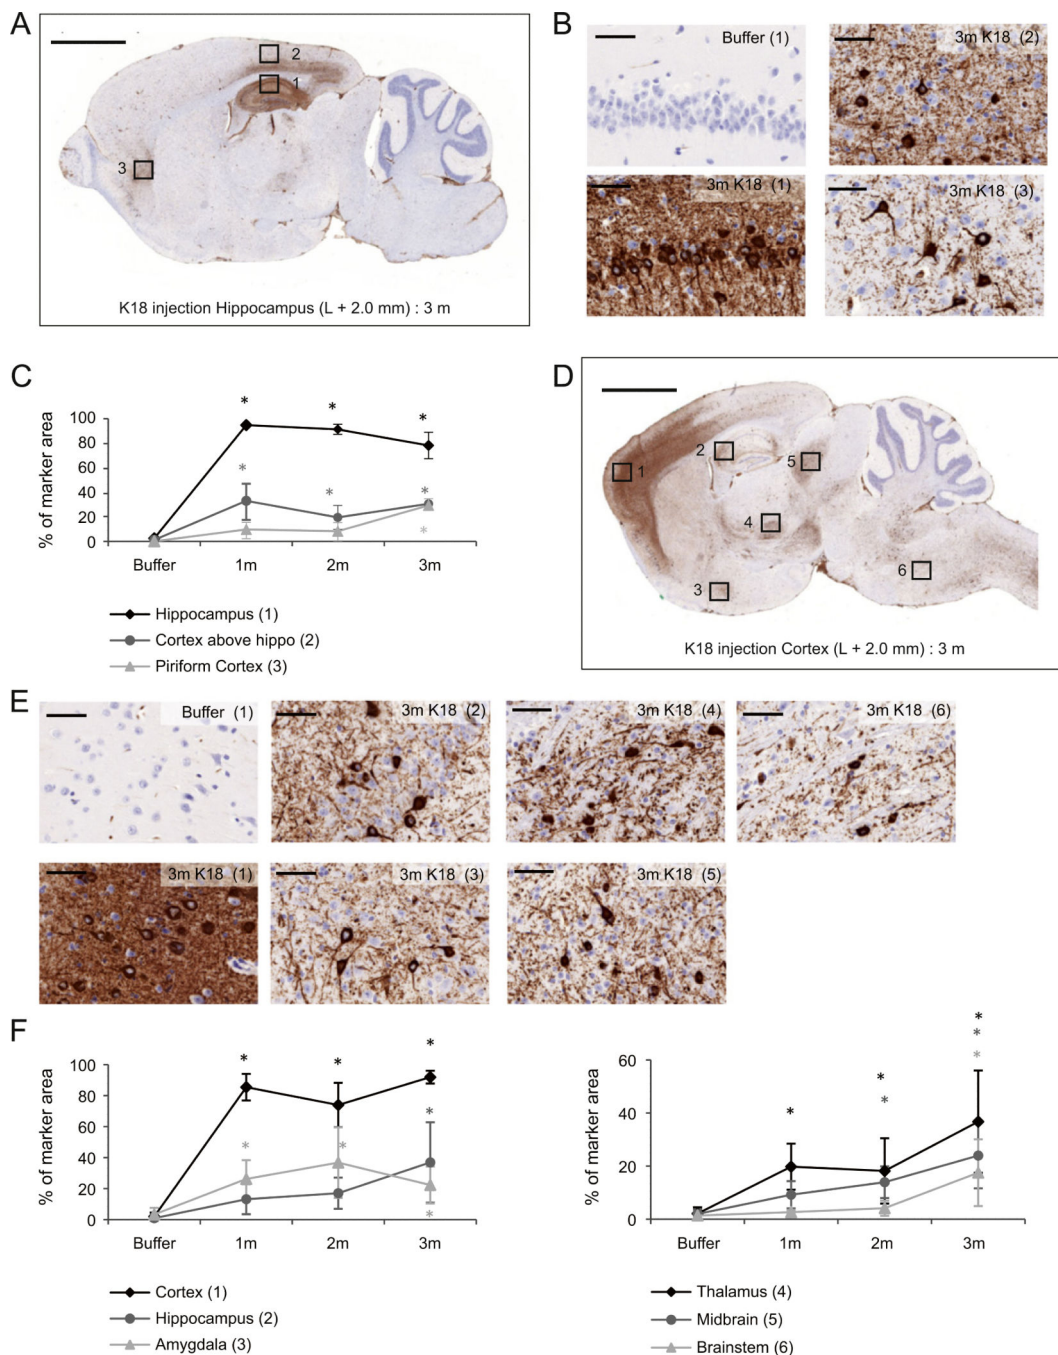 A
2
1
3
K18 injection Hippocampus (L + 2.0 mm) : 3 m
B
Buffer (1)
3m K18 (2)
3m K18 (1)
3m K18 (3)
C
% of marker area
100
80
60
40
20
0
* * *
* * *
*
Buffer 1m 2m 3m
Hippocampus (1)
Cortex above hippo (2)
Piriform Cortex (3)
D
1
2
5
4
3
6
K18 injection Cortex (L + 2.0 mm) : 3 m
E
Buffer (1)
3m K18 (2)
3m K18 (4)
3m K18 (6)
3m K18 (1)
3m K18 (3)
3m K18 (5)
F
% of marker area
100
80
60
40
20
0
* * *
* * *
*
Buffer 1m 2m 3m
Cortex (1)
Hippocampus (2)
Amygdala (3)
% of marker area
60
40
20
0
*
*
*
* *
*
Buffer 1m 2m 3m
Thalamus (4)
Midbrain (5)
Brainstem (6)